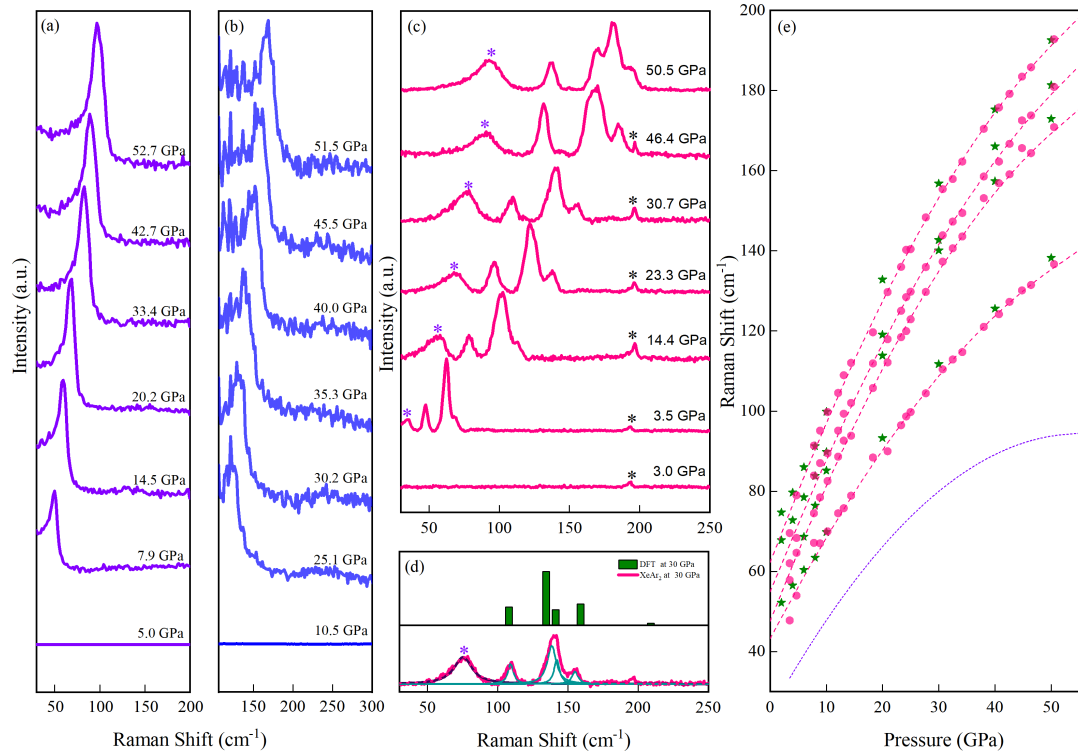 (a)
52.7 GPa
42.7 GPa
33.4 GPa
20.2 GPa
14.5 GPa
7.9 GPa
5.0 GPa
50 100 150 200
Intensity (a.u.)
(b)
51.5 GPa
45.5 GPa
40.0 GPa
35.3 GPa
30.2 GPa
25.1 GPa
10.5 GPa
100 150 200 250 300
Raman Shift (cm-1)
(c)
*
50.5 GPa
* *
46.4 GPa
* *
30.7 GPa
* *
23.3 GPa
* *
14.4 GPa
* *
3.5 GPa
*
3.0 GPa
50 100 150 200 250
Intensity (a.u.)
(d)
DFT at 30 GPa
XeAr2 at 30 GPa
*
50 100 150 200 250
Raman Shift (cm-1)
(e)
200
180
160
140
120
100
80
60
40
Raman Shift (cm-1)
0 10 20 30 40 50
Pressure (GPa)